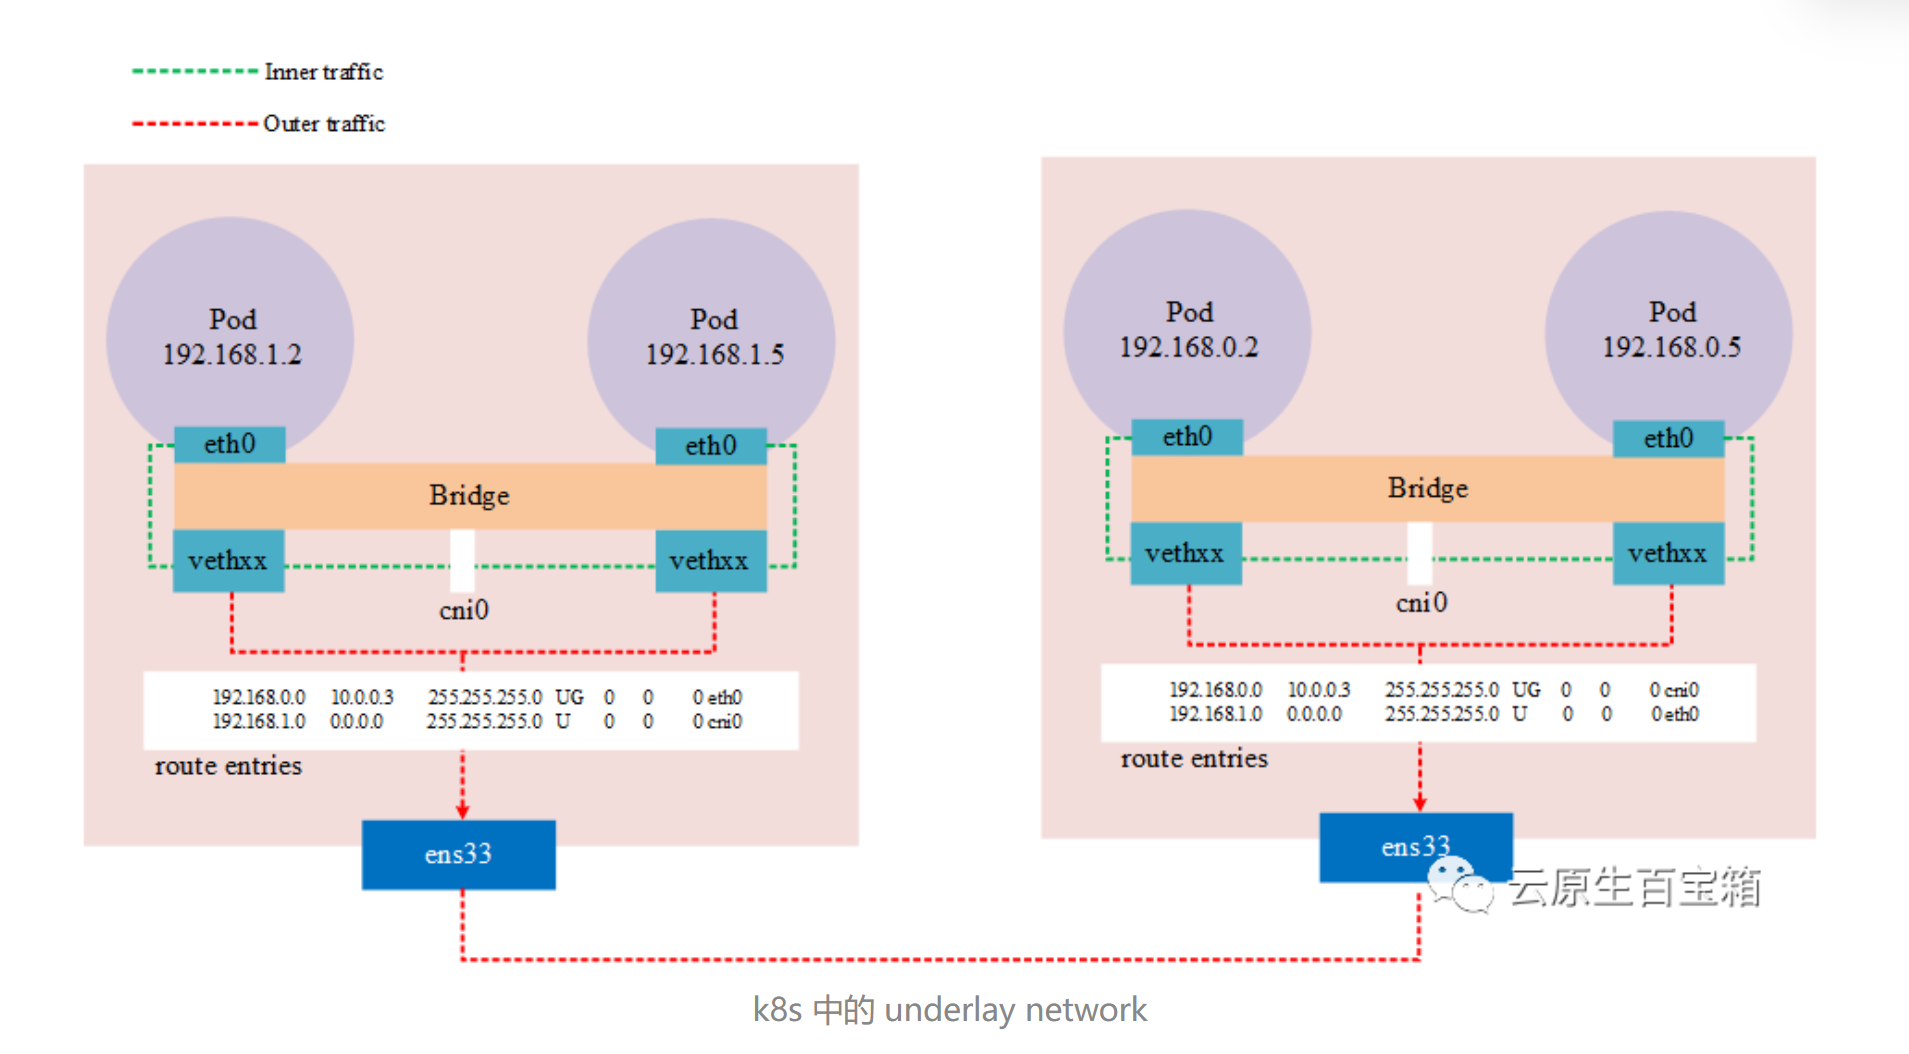 Inner traffic
Outer traffic
Pod
192.168.1.2
Pod
192.168.1.5
eth0
eth0
Bridge
vethxx
vethxx
cni0
192.168.0.0 10.0.0.3 255.255.255.0 UG 0 0 0 eth0
192.168.1.0 0.0.0.0 255.255.255.0 U 0 0 0 cni0
route entries
ens33
Pod
192.168.0.2
Pod
192.168.0.5
eth0
eth0
Bridge
vethxx
vethxx
cni0
192.168.0.0 10.0.0.3 255.255.255.0 UG 0 0 0 cni0
192.168.1.0 0.0.0.0 255.255.255.0 U 0 0 0 eth0
route entries
ens33
云原生百宝箱
k8s 中的 underlay network